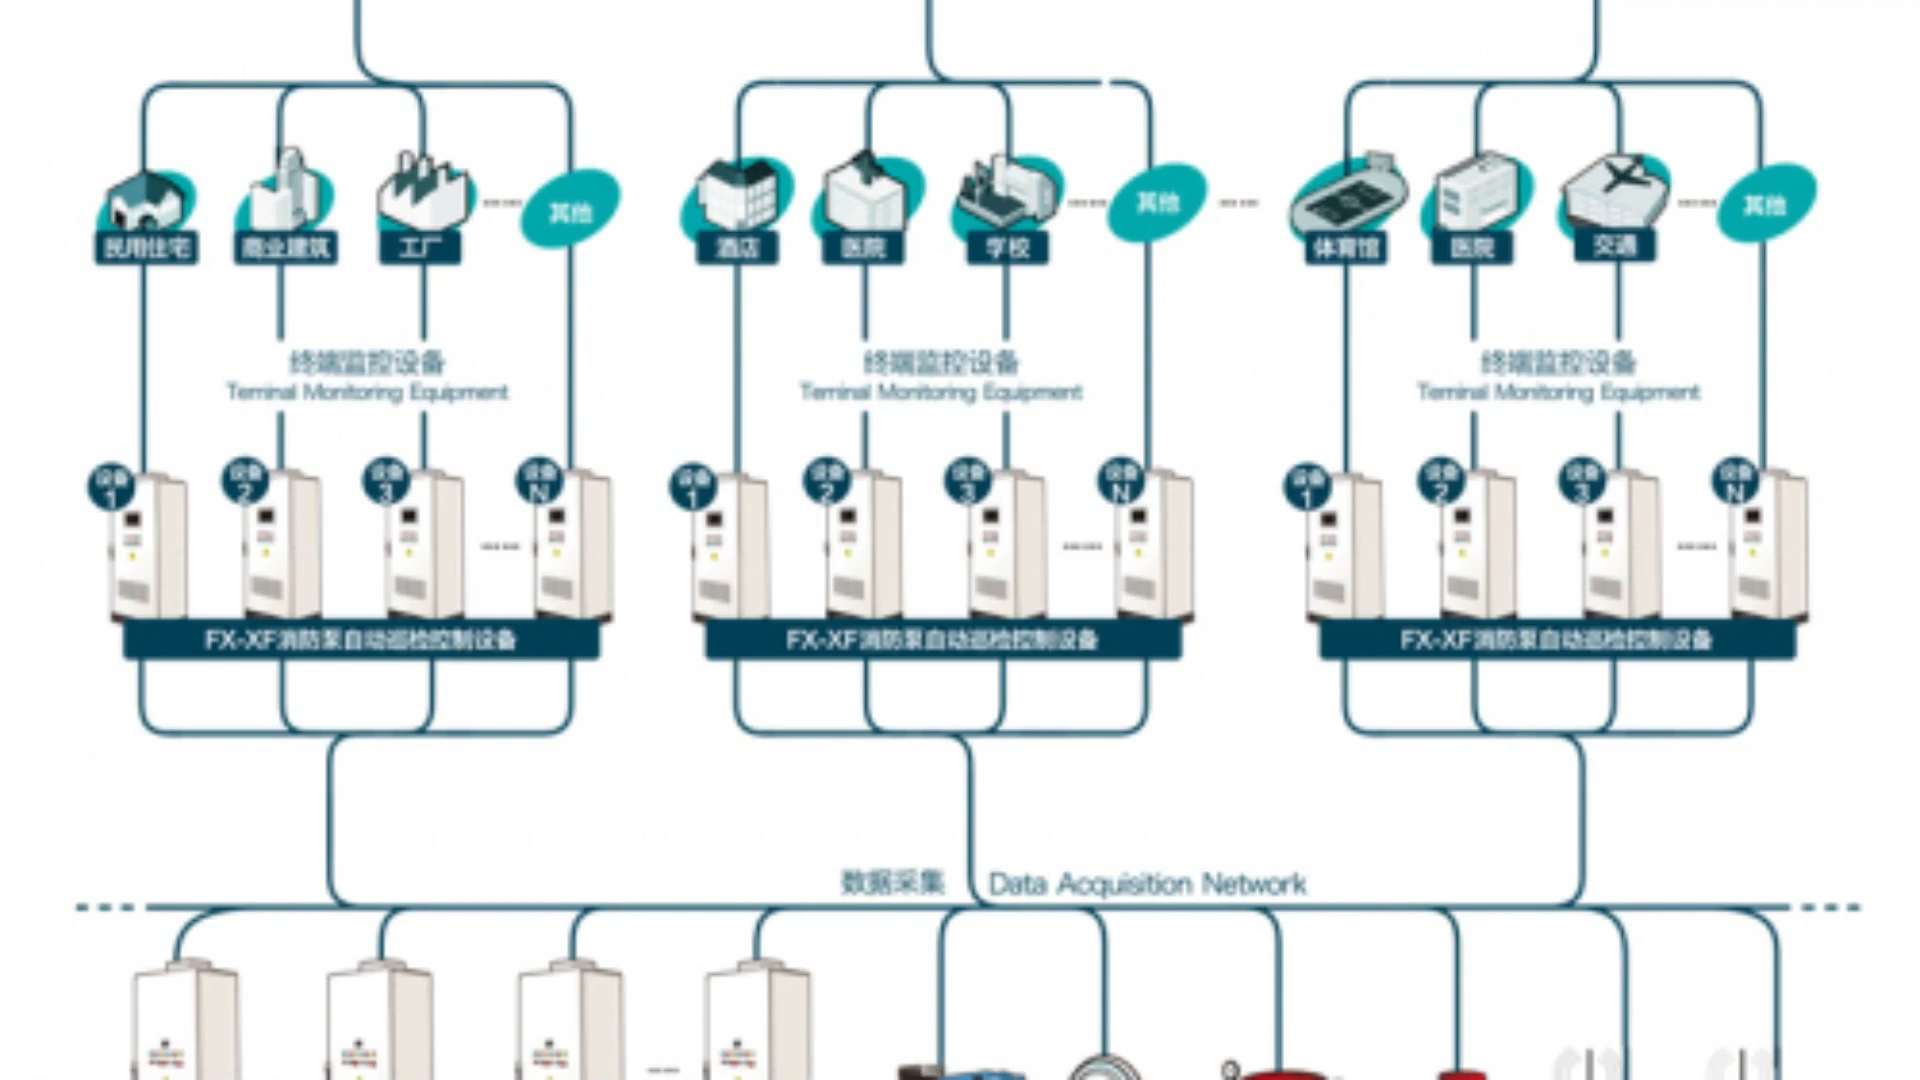 民用住宅
商业建筑
工厂
其他
酒店
医院
学校
其他
体育馆
医院
交通
其他
终端监控设备
Teminal Monitoring Equipment
终端监控设备
Teminal Monitoring Equipment
终端监控设备
Teminal Monitoring Equipment
设备
1
设备
2
设备
3
设备
N
设备
1
设备
2
设备
3
设备
N
设备
1
设备
2
设备
3
设备
N
FX-XF消防泵自动巡检控制设备
FX-XF消防泵自动巡检控制设备
FX-XF消防泵自动巡检控制设备
数据采集 Data Acquisition Network